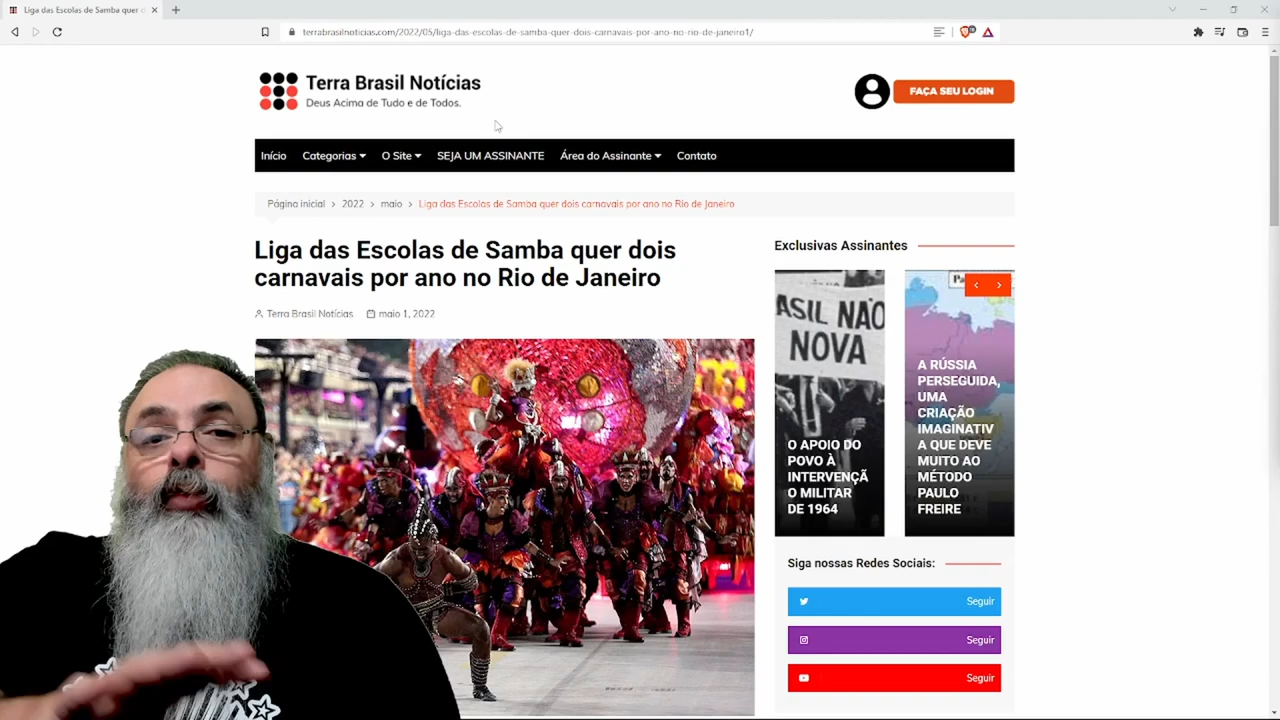 Liga das Escolas de Samba quer d
terrabrasilnoticias.com/2022/05/liga-das-escolas-de-samba-quer-dois-carnavais-por-ano-no-rio-de-janeiro1/
Terra Brasil Notícias
Deus Acima de Tudo e de Todos.
FAÇA SEU LOGIN
Início Categorias O Site SEJA UM ASSINANTE Área do Assinante Contato
Página inicial > 2022 > maio > Liga das Escolas de Samba quer dois carnavais por ano no Rio de Janeiro
Liga das Escolas de Samba quer dois
carnavais por ano no Rio de Janeiro
Terra Brasil Notícias maio 1, 2022
Exclusivas Assinantes
ASIL NÃO
NOVA
O APOIO DO
POVO À
INTERVENÇÃ
O MILITAR
DE 1964
A RÚSSIA
PERSEGUIDA,
UMA
CRIAÇÃO
IMAGINATIV
A QUE DEVE
MUITO AO
MÉTODO
PAULO
FREIRE
Siga nossas Redes Sociais:
Seguir
Seguir
Seguir